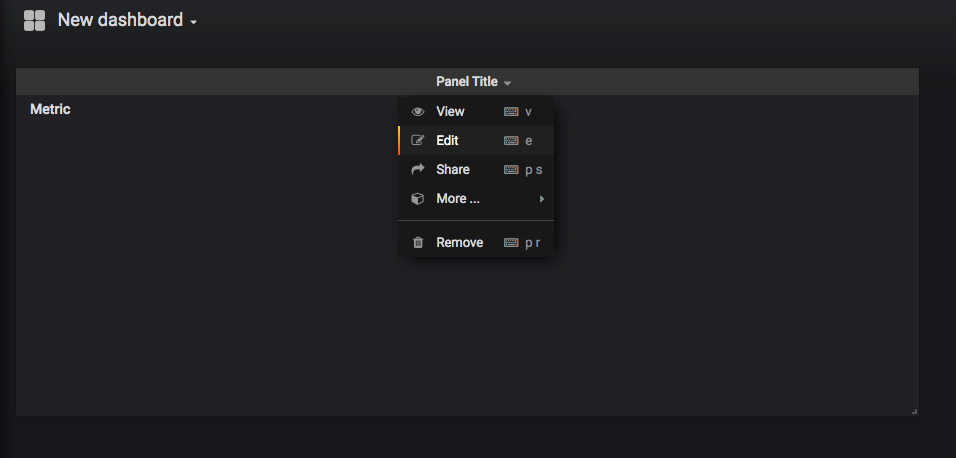 New dashboard
Panel Title
Metric
View v
Edit e
Share p s
More ...
Remove p r